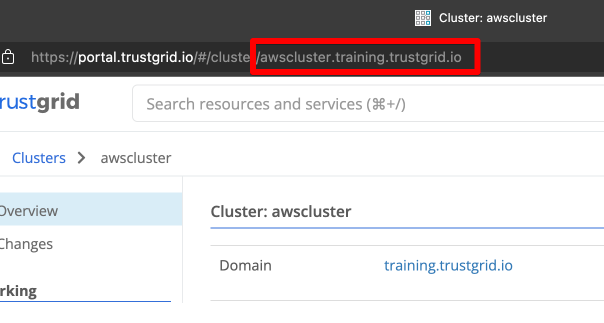 Cluster: awscluster
https://portal.trustgrid.io/#/cluster/awscluster.training.trustgrid.io
rustgrid
Search resources and services (⌘+/)
Clusters > awscluster
Overview
Cluster: awscluster
Changes
Domain training.trustgrid.io
rking